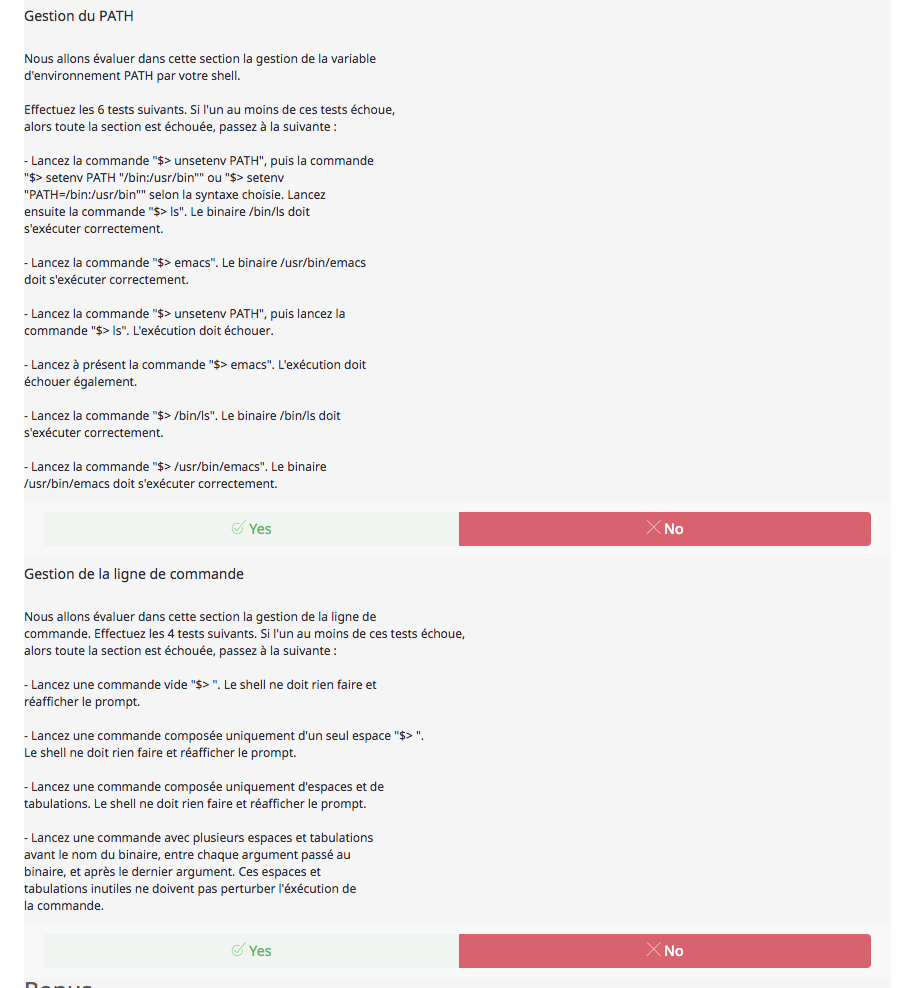 Gestion du PATH
Nous allons évaluer dans cette section la gestion de la variable
d'environnement PATH par votre shell.
Effectuez les 6 tests suivants. Si l'un au moins de ces tests échoue,
alors toute la section est échouée, passez à la suivante :
- Lancez la commande "$> unsetenv PATH", puis la commande
"$> setenv PATH "/bin:/usr/bin"" ou "$> setenv
"PATH=/bin:/usr/bin"" selon la syntaxe choisie. Lancez
ensuite la commande "$> ls". Le binaire /bin/ls doit
s'exécuter correctement.
- Lancez la commande "$> emacs". Le binaire /usr/bin/emacs
doit s'exécuter correctement.
- Lancez la commande "$> unsetenv PATH", puis lancez la
commande "$> ls". L'exécution doit échouer.
- Lancez à présent la commande "$> emacs". L'exécution doit
échouer également.
- Lancez la commande "$> /bin/ls". Le binaire /bin/ls doit
s'exécuter correctement.
- Lancez la commande "$> /usr/bin/emacs". Le binaire
/usr/bin/emacs doit s'exécuter correctement.
Yes No
Gestion de la ligne de commande
Nous allons évaluer dans cette section la gestion de la ligne de
commande. Effectuez les 4 tests suivants. Si l'un au moins de ces tests échoue,
alors toute la section est échouée, passez à la suivante :
- Lancez une commande vide "$> ". Le shell ne doit rien faire et
réafficher le prompt.
- Lancez une commande composée uniquement d'un seul espace "$> ".
Le shell ne doit rien faire et réafficher le prompt.
- Lancez une commande composée uniquement d'espaces et de
tabulations. Le shell ne doit rien faire et réafficher le prompt.
- Lancez une commande avec plusieurs espaces et tabulations
avant le nom du binaire, entre chaque argument passé au
binaire, et après le dernier argument. Ces espaces et
tabulations inutiles ne doivent pas perturber l'éxécution de
la commande.
Yes No
Bonus